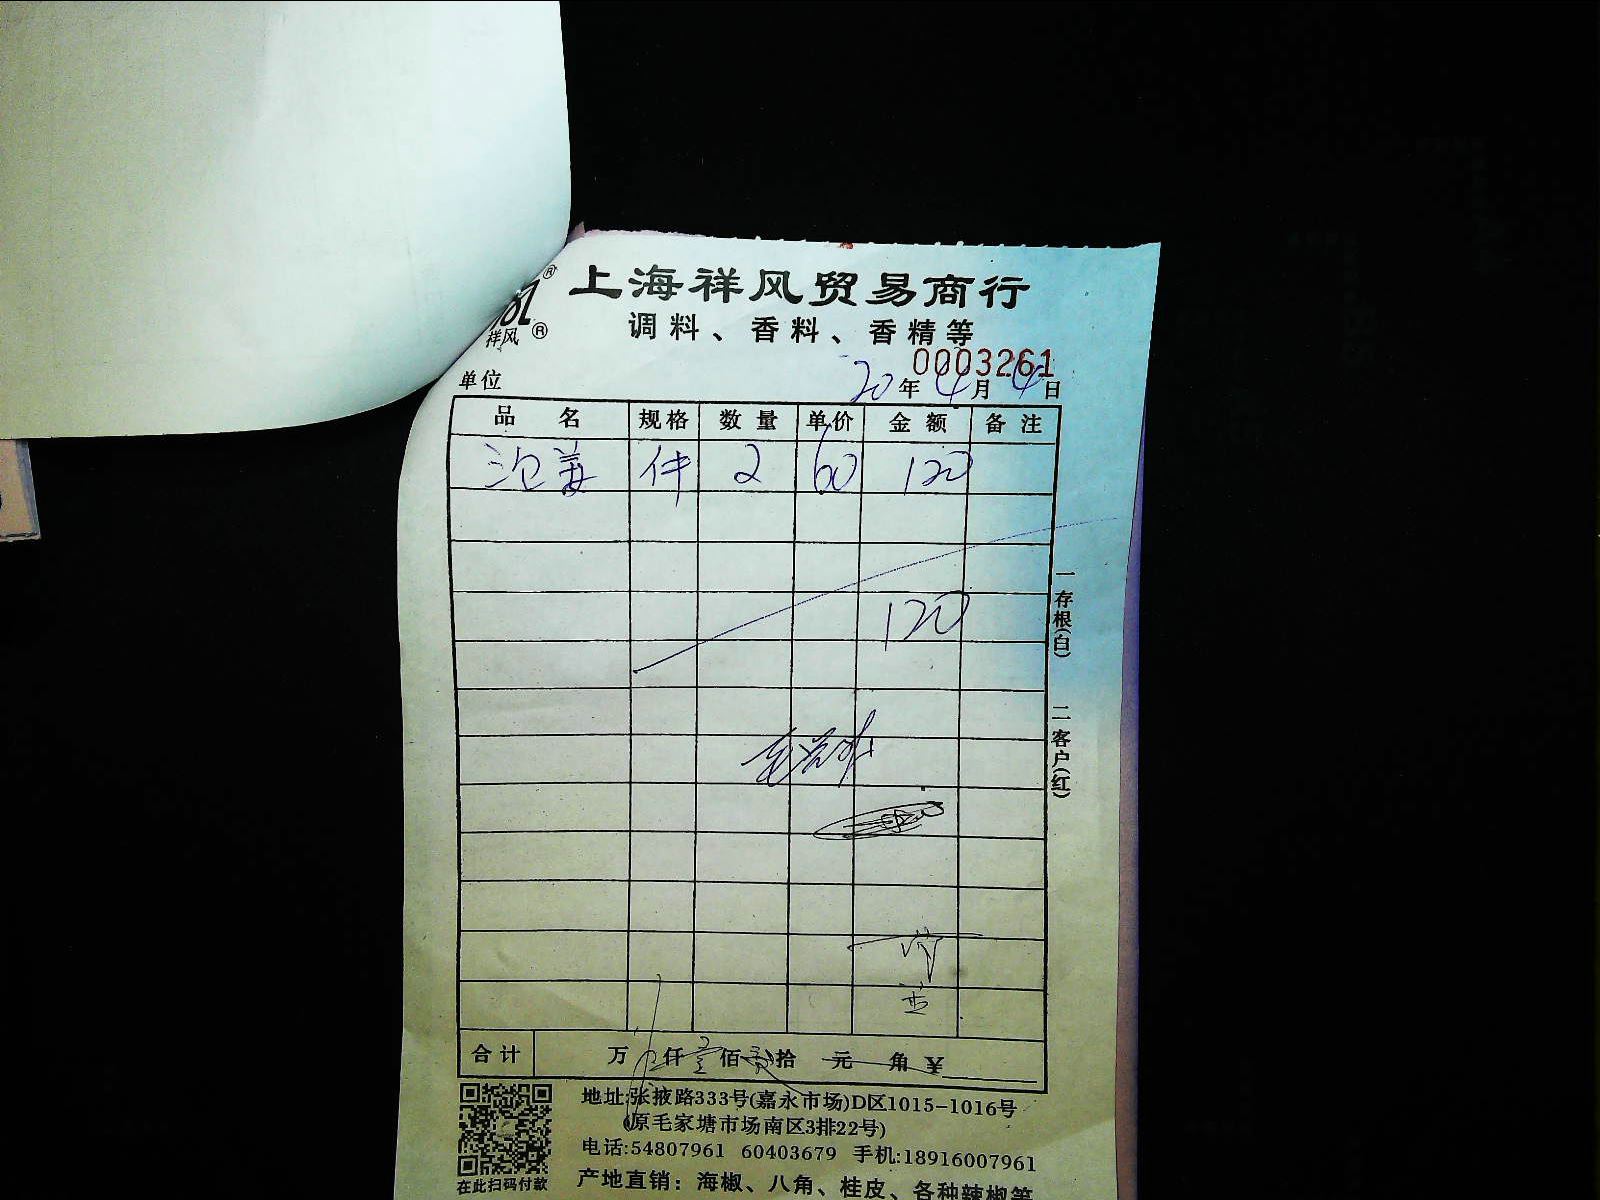 上海祥风贸易商行
祥风 ® ®
调料、香料、香精等
0003261
单位 20年4月4日
品名 规格 数量 单价 金额 备注
泡姜 件 2 60 120
120
一存根(白) 二客户(红)
合计 万 仟 壹佰 贰拾 元 角 ¥
地址:张掖路333号(嘉永市场)D区1015-1016号
(原毛家塘市场南区3排22号)
电话:54807961 60403679 手机:18916007961
在此扫码付款
产地直销：海椒、八角、桂皮、各种辣椒等